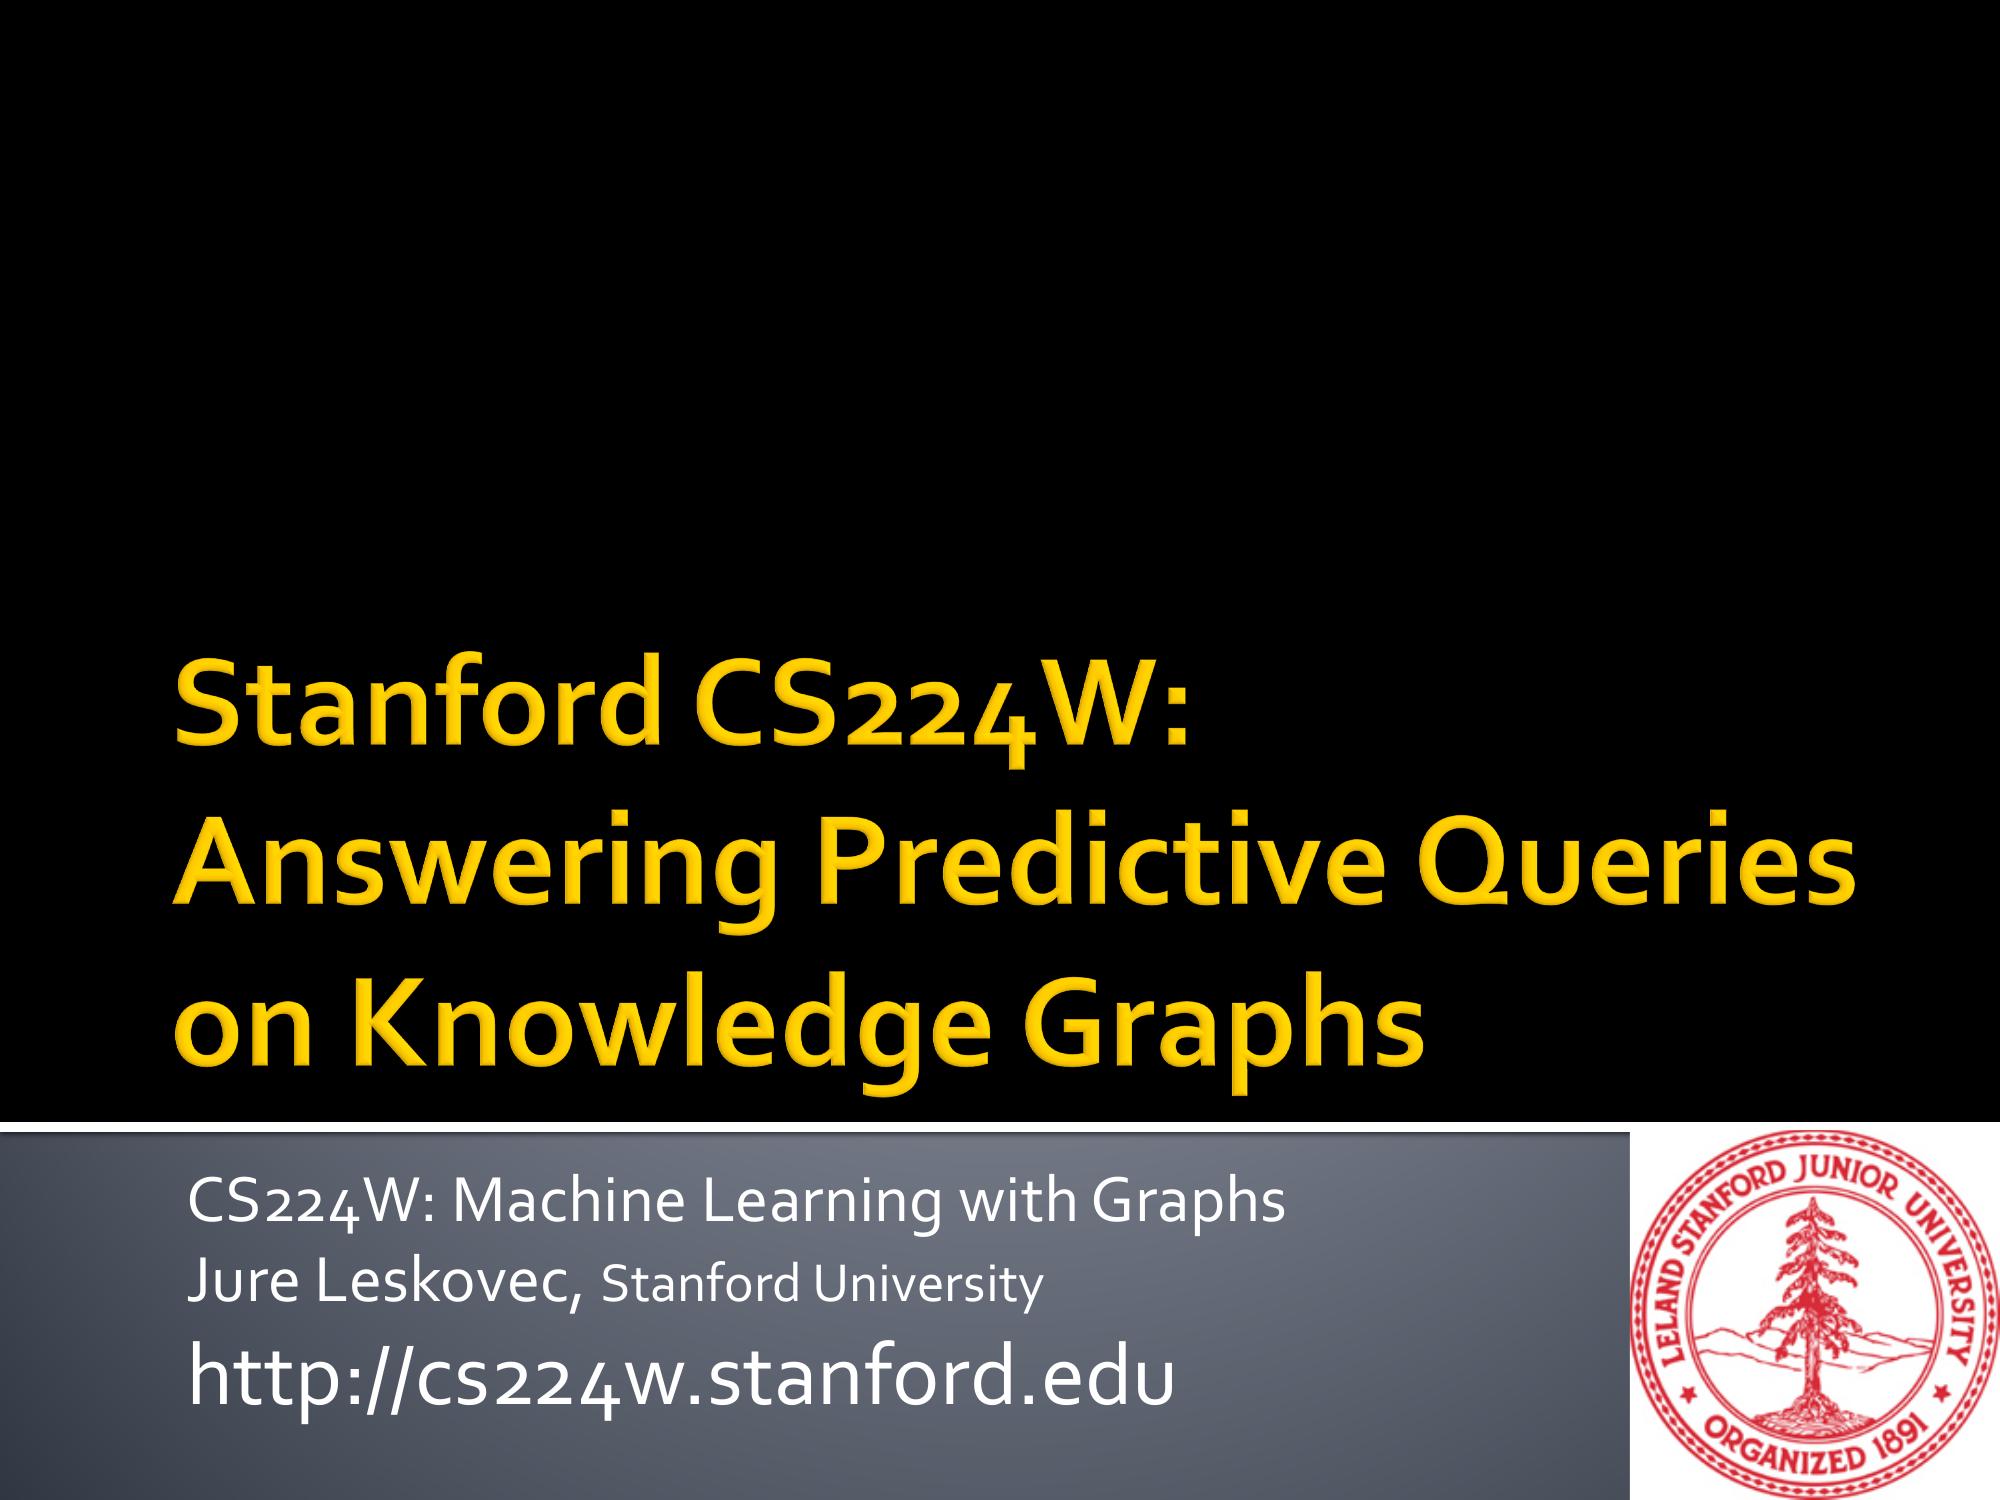 Stanford CS224W:
Answering Predictive Queries
on Knowledge Graphs
CS224W: Machine Learning with Graphs
Jure Leskovec, Stanford University
http://cs224w.stanford.edu
LELAND STANFORD JUNIOR UNIVERSITY
ORGANIZED 1891